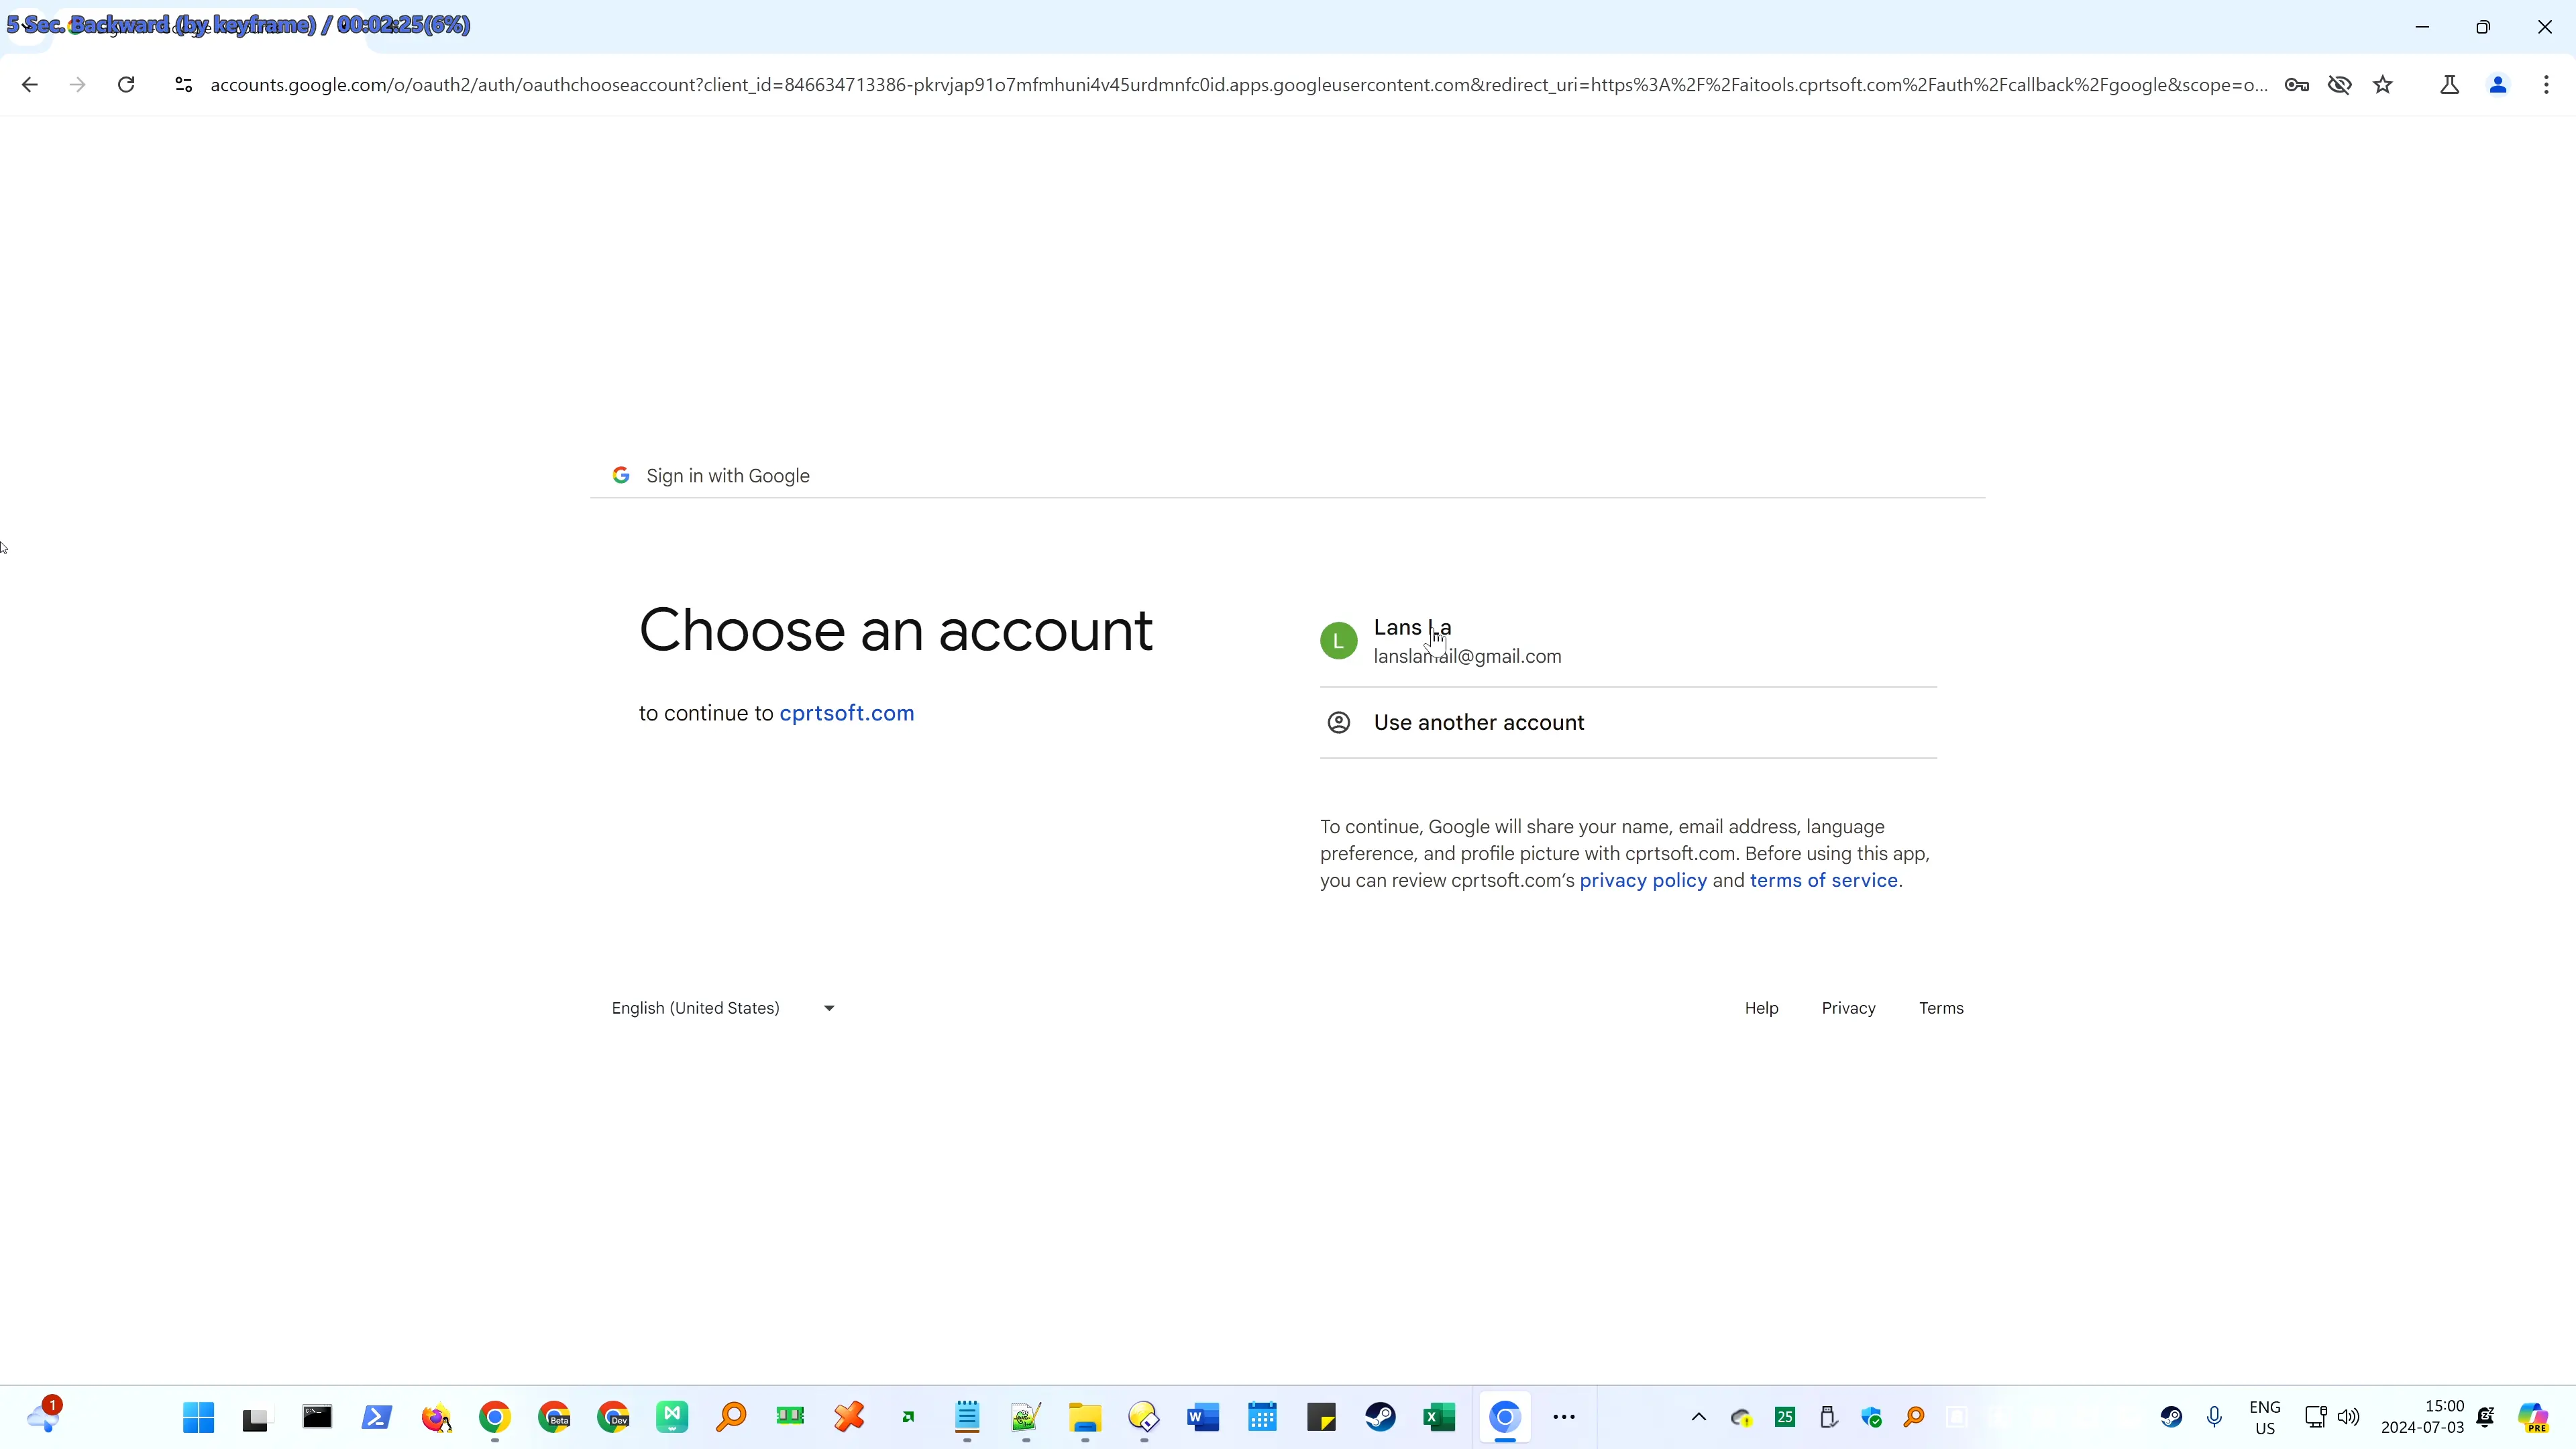 5 Sec. Backward (by keyframe) / 00:02:25(6%)
accounts.google.com/o/oauth2/auth/oauthchooseaccount?client_id=846634713386-pkrvjap91o7mfmhuni4v45urdmnfc0id.apps.googleusercontent.com&redirect_uri=https%3A%2F%2Faitools.cprtsoft.com%2Fauth%2Fcallback%2Fgoogle&scope=o...
Sign in with Google
Choose an account
to continue to cprtsoft.com
L
Lans La
lanslamail@gmail.com
Use another account
To continue, Google will share your name, email address, language
preference, and profile picture with cprtsoft.com. Before using this app,
you can review cprtsoft.com's privacy policy and terms of service.
English (United States)
Help
Privacy
Terms
1
Beta
Dev
25
ENG
US
15:00
2024-07-03
PRE